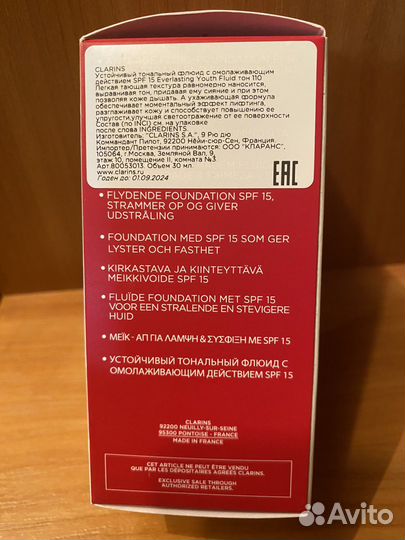 CLARINS
Устойчивый тональный флюид с омолаживающим
действием SPF 15 Everlasting Youth Fluid тон 110
Легкая тающая текстура равномерно наносится,
выравнивая тон, придавая ему сияние и при этом
позволяя коже дышать. А ухаживающая формула
обеспечивает моментальный эффект лифтинга,
разглаживает кожу и способствует повышению ее
упругости, улучшая светоотражение от ее поверхности
Состав (по INCI) см. на упаковке
после слова INGREDIENTS.
Изготовитель: "CLARINS S.A.", 9 Рю дю
Коммандант Пилот, 92200 Нёйи-сюр-Сен, Франция.
Импортер/Претензии принимаются: ООО "КЛАРАНС",
105064, г.Москва, Земляной Вал, 9,
этаж 10, помещение II, комната №3.
Арт.80053013. Объем 30 мл.
www.clarins.ru
Годен до: 01.09.2024
EAC
• FLYDENDE FOUNDATION SPF 15,
STRAMMER OP OG GIVER
UDSTRÅLING
• FOUNDATION MED SPF 15 SOM GER
LYSTER OCH FASTHET
• KIRKASTAVA JA KIINTEYTTÄVÄ
MEIKKIVOIDE SPF 15
• FLUÏDE FOUNDATION MET SPF 15
VOOR EEN STRALENDE EN STEVIGERE
HUID
• ΜΕΪΚ - ΑΠ ΓΙΑ ΛΑΜΨΗ & ΣΥΣΦΙΞΗ ΜΕ SPF 15
• УСТОЙЧИВЫЙ ТОНАЛЬНЫЙ ФЛЮИД С
ОМОЛАЖИВАЮЩИМ ДЕЙСТВИЕМ SPF 15
CLARINS
92200 NEUILLY-SUR-SEINE
95300 PONTOISE - FRANCE
MADE IN FRANCE
CET ARTICLE NE PEUT ÊTRE VENDU
QUE PAR LES DÉPOSITAIRES AGRÉÉS CLARINS.
EXCLUSIVE SALE THROUGH
AUTHORIZED RETAILERS.
Avito